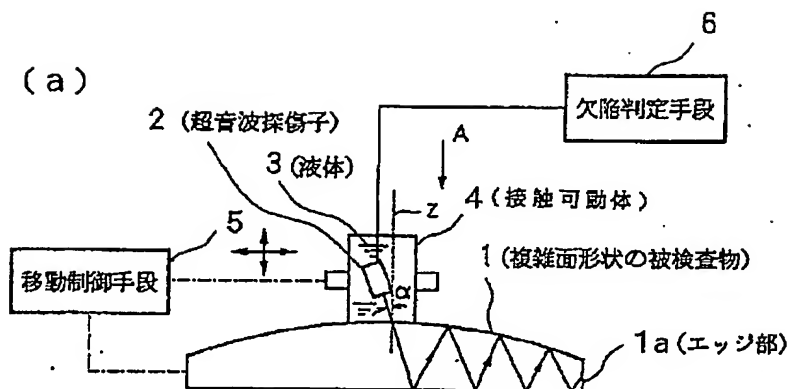 (a)
6
欠陥判定手段
2 (超音波探傷子)
3 (液体)
A
Z
4 (接触可動体)
5
移動制御手段
α
1 (複雑面形状の被検査物)
1a (エッジ部)